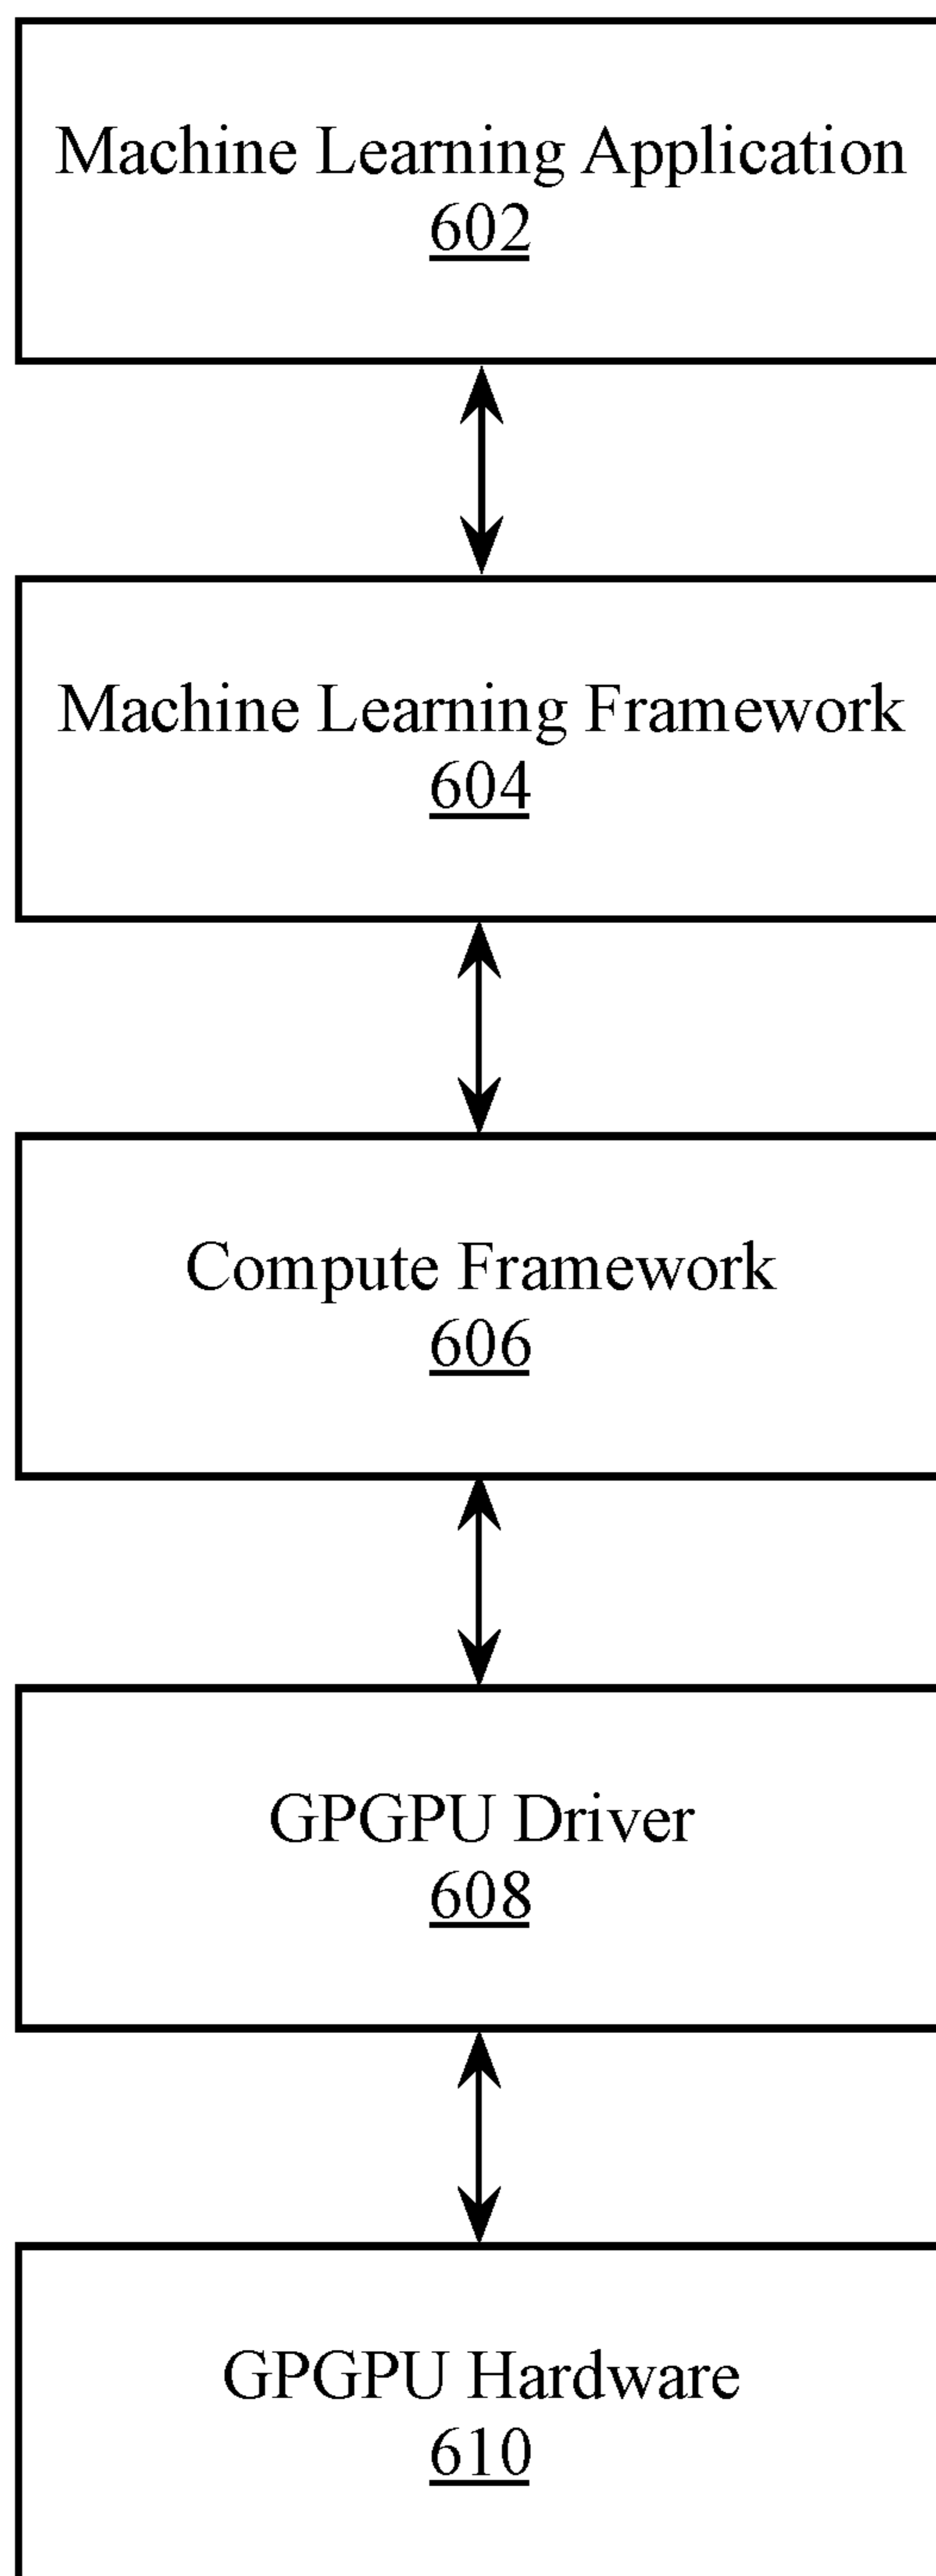 Machine Learning Application
602
Machine Learning Framework
604
Compute Framework
606
GPGPU Driver
608
GPGPU Hardware
610